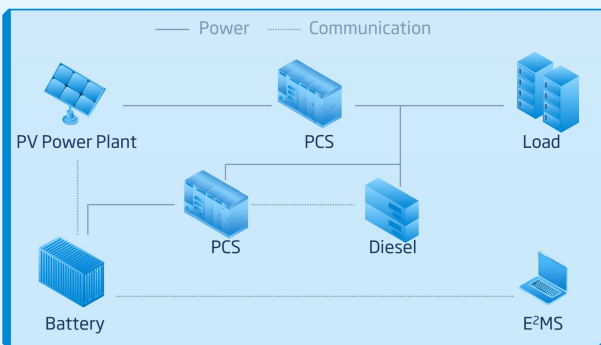 Power Communication
PV Power Plant PCS Load
PCS Diesel
Battery E²MS